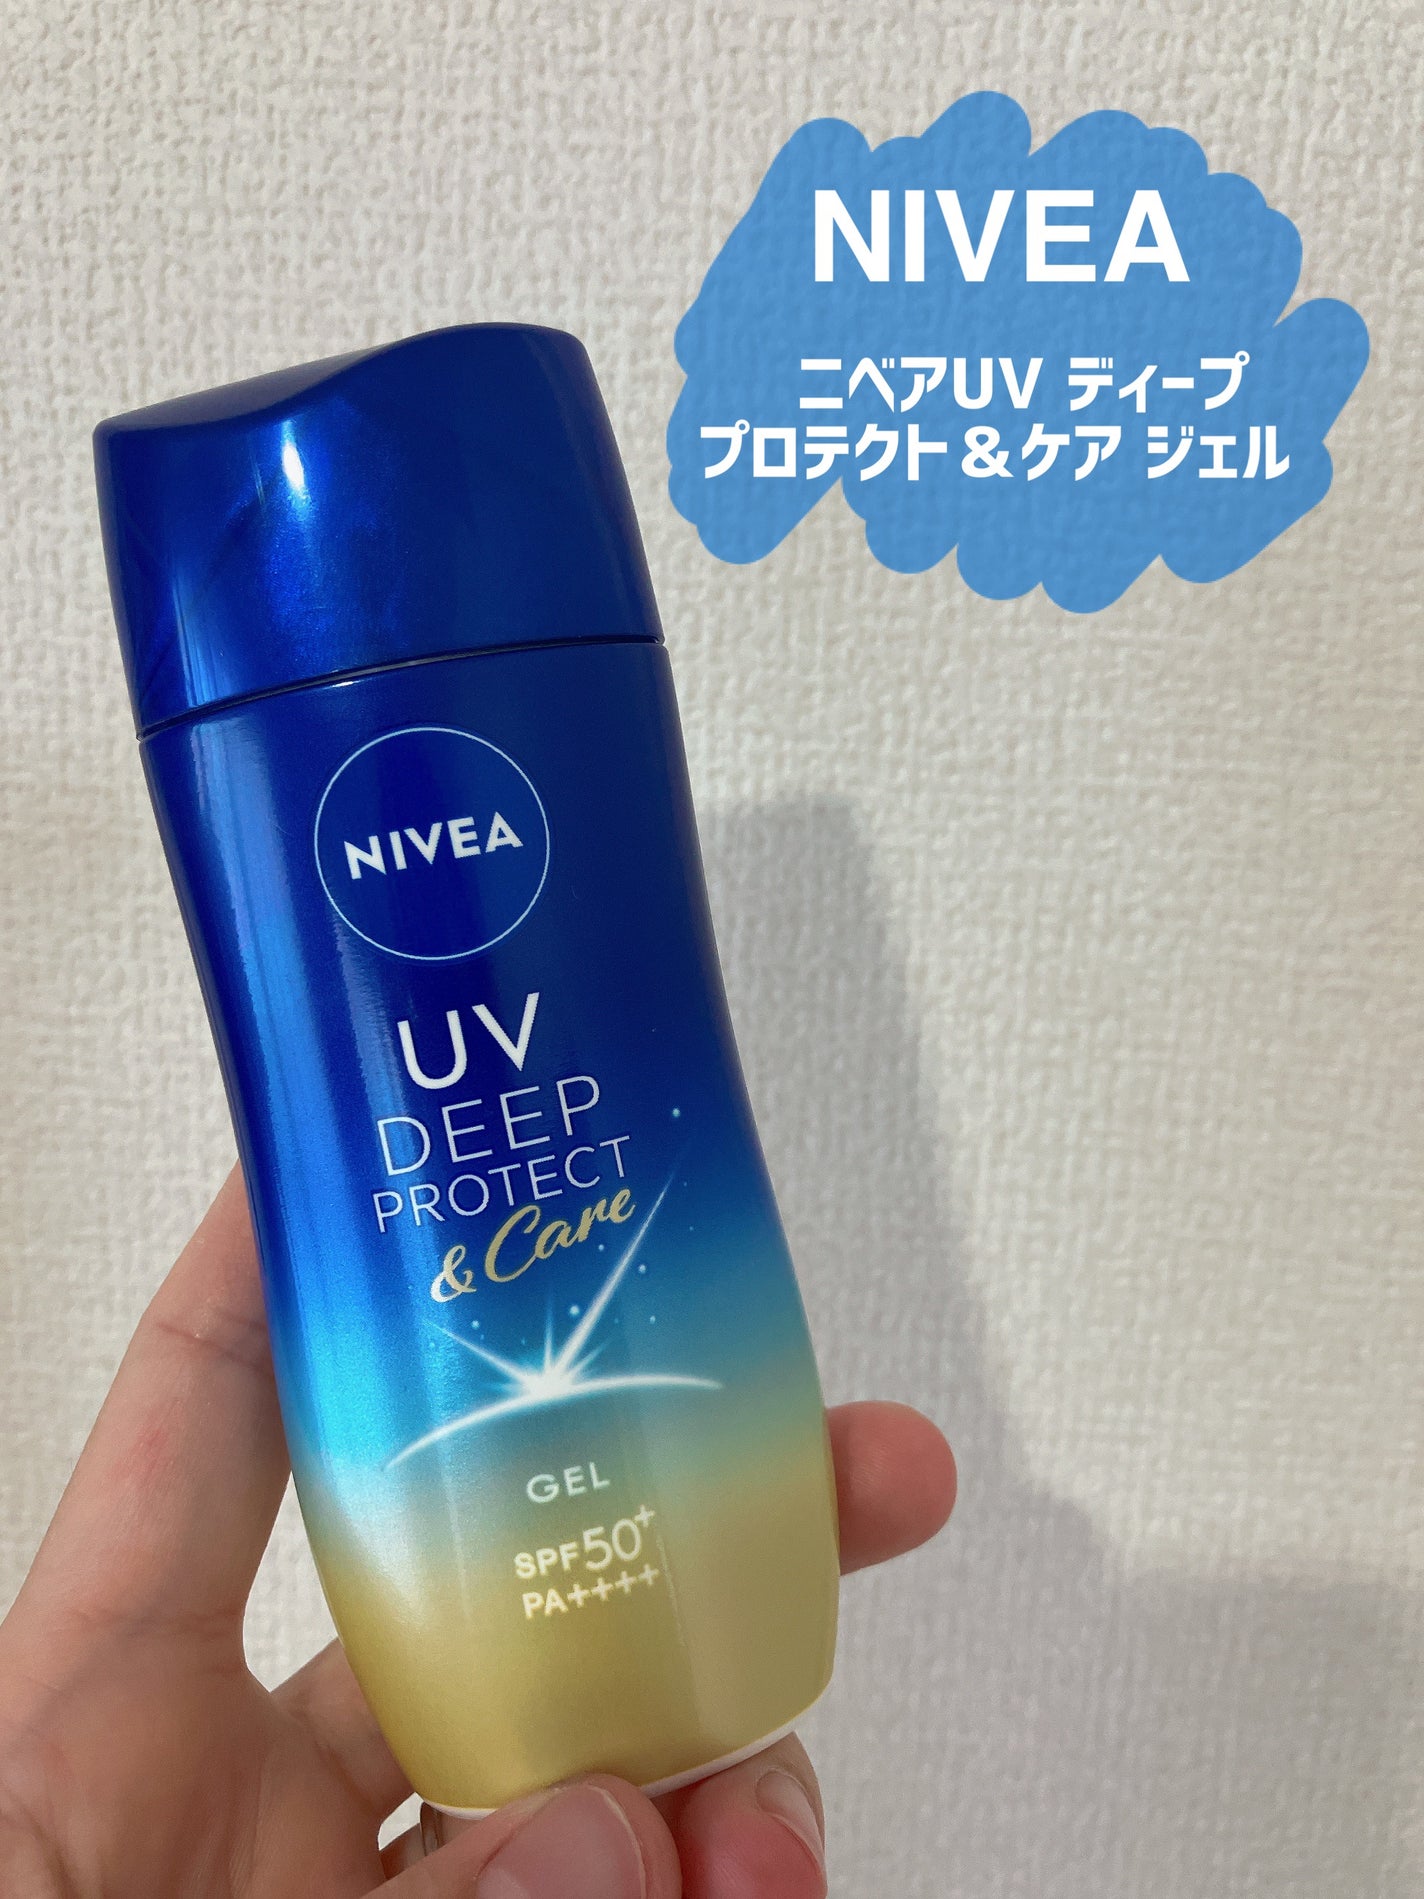 NIVEA
ニベアUV ディープ
プロテクト＆ケア ジェル
NIVEA
UV
DEEP
PROTECT
& Care
GEL
SPF50+
PA++++